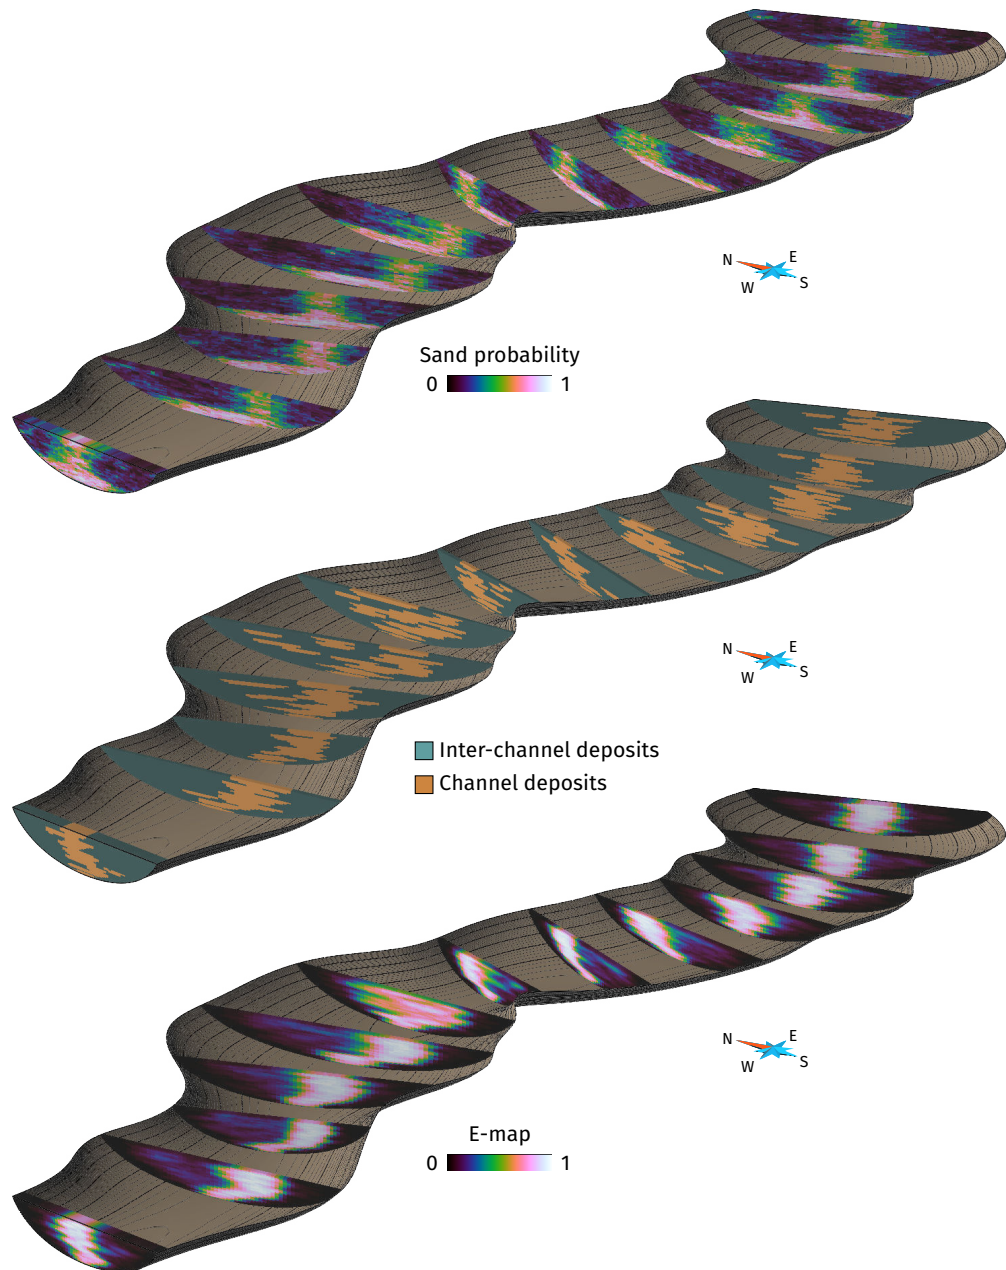 N E
W S
Sand probability
0 1
N E
W S
Inter-channel deposits
Channel deposits
N E
W S
E-map
0 1